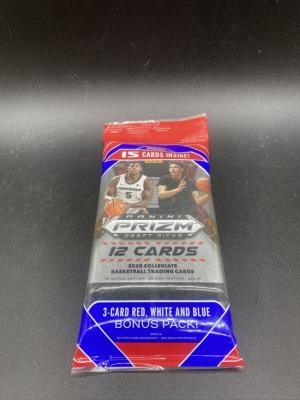 15 CARDS INSIDE!
PANINI
PRIZM
DRAFT PICKS
12 CARDS
2020 COLLEGIATE
BASKETBALL TRADING CARDS
3-CARD RED, WHITE AND BLUE
BONUS PACK!